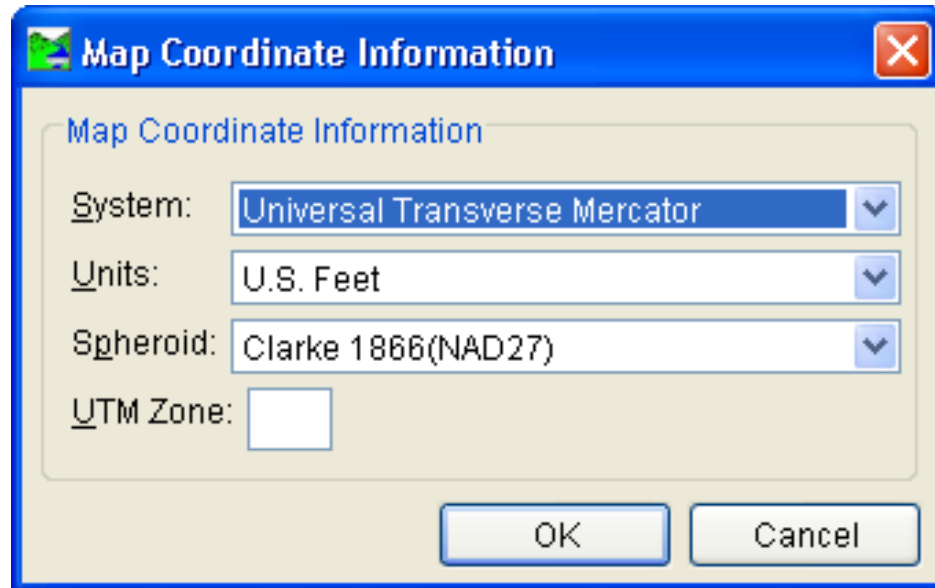 Map Coordinate Information
Map Coordinate Information
System: Universal Transverse Mercator
Units: U.S. Feet
Spheroid: Clarke 1866(NAD27)
UTM Zone:
OK Cancel